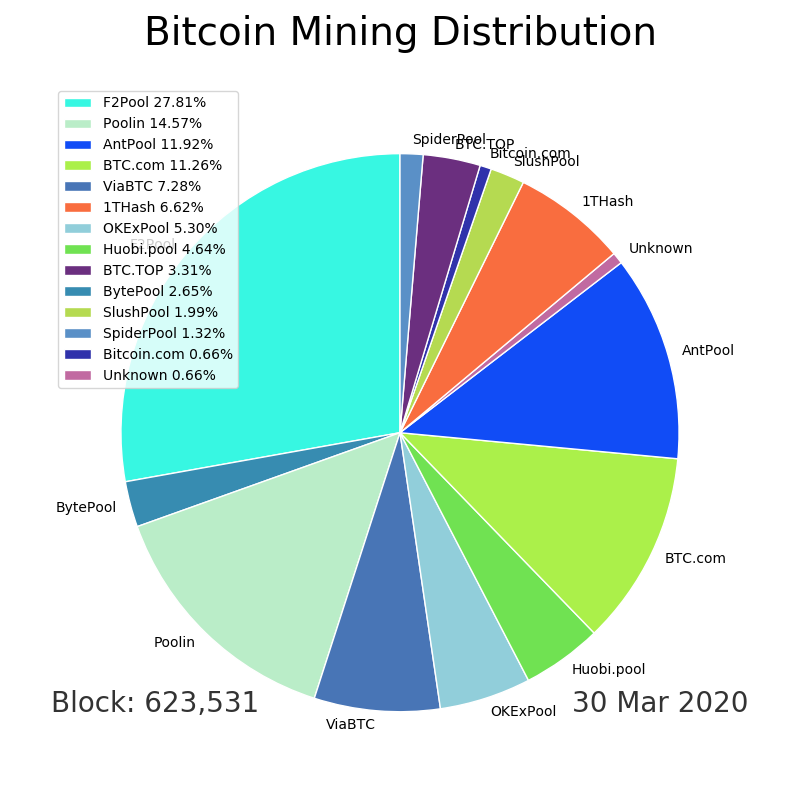 Bitcoin Mining Distribution
F2Pool 27.81%
Poolin 14.57%
AntPool 11.92%
BTC.com 11.26%
ViaBTC 7.28%
1THash 6.62%
OKExPool 5.30%
Huobi.pool 4.64%
BTC.TOP 3.31%
BytePool 2.65%
SlushPool 1.99%
SpiderPool 1.32%
Bitcoin.com 0.66%
Unknown 0.66%
SpiderPool
BTC.TOP
Bitcoin.com
SlushPool
1THash
Unknown
F2Pool
AntPool
BytePool
BTC.com
Poolin
Huobi.pool
OKExPool
ViaBTC
Block: 623,531
30 Mar 2020